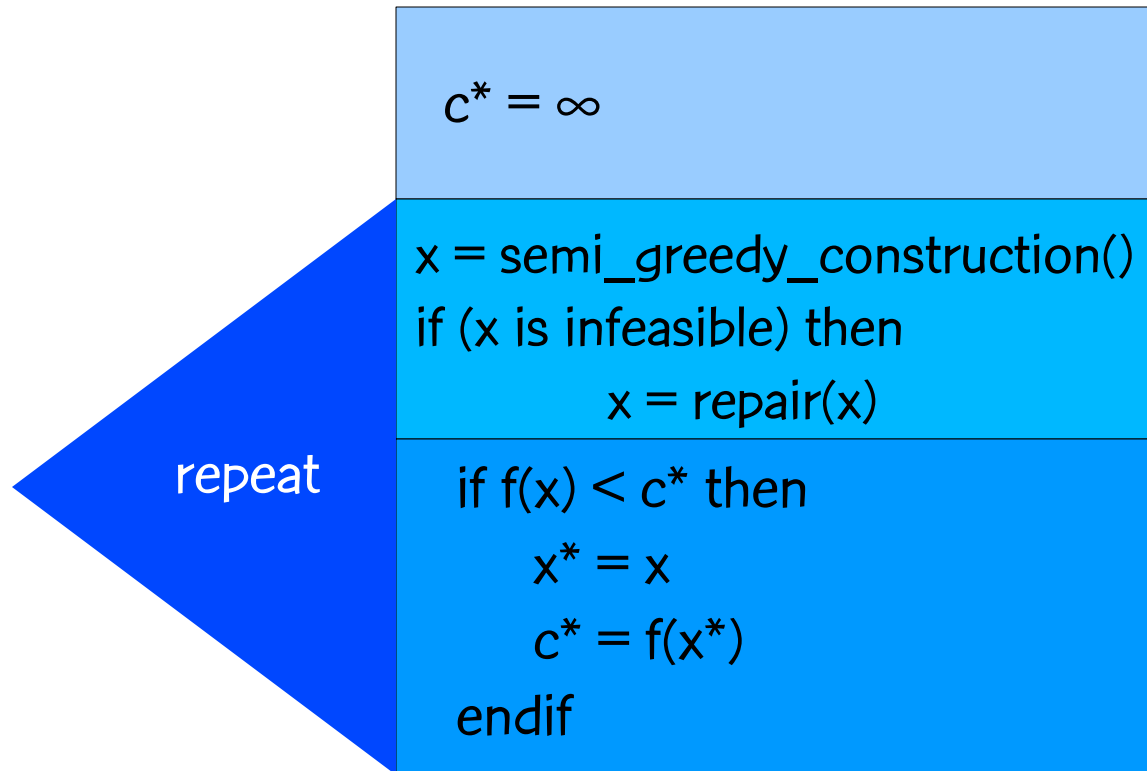 c* = ∞
x = semi_greedy_construction()
if (x is infeasible) then
x = repair(x)
repeat
if f(x) < c* then
x* = x
c* = f(x*)
endif